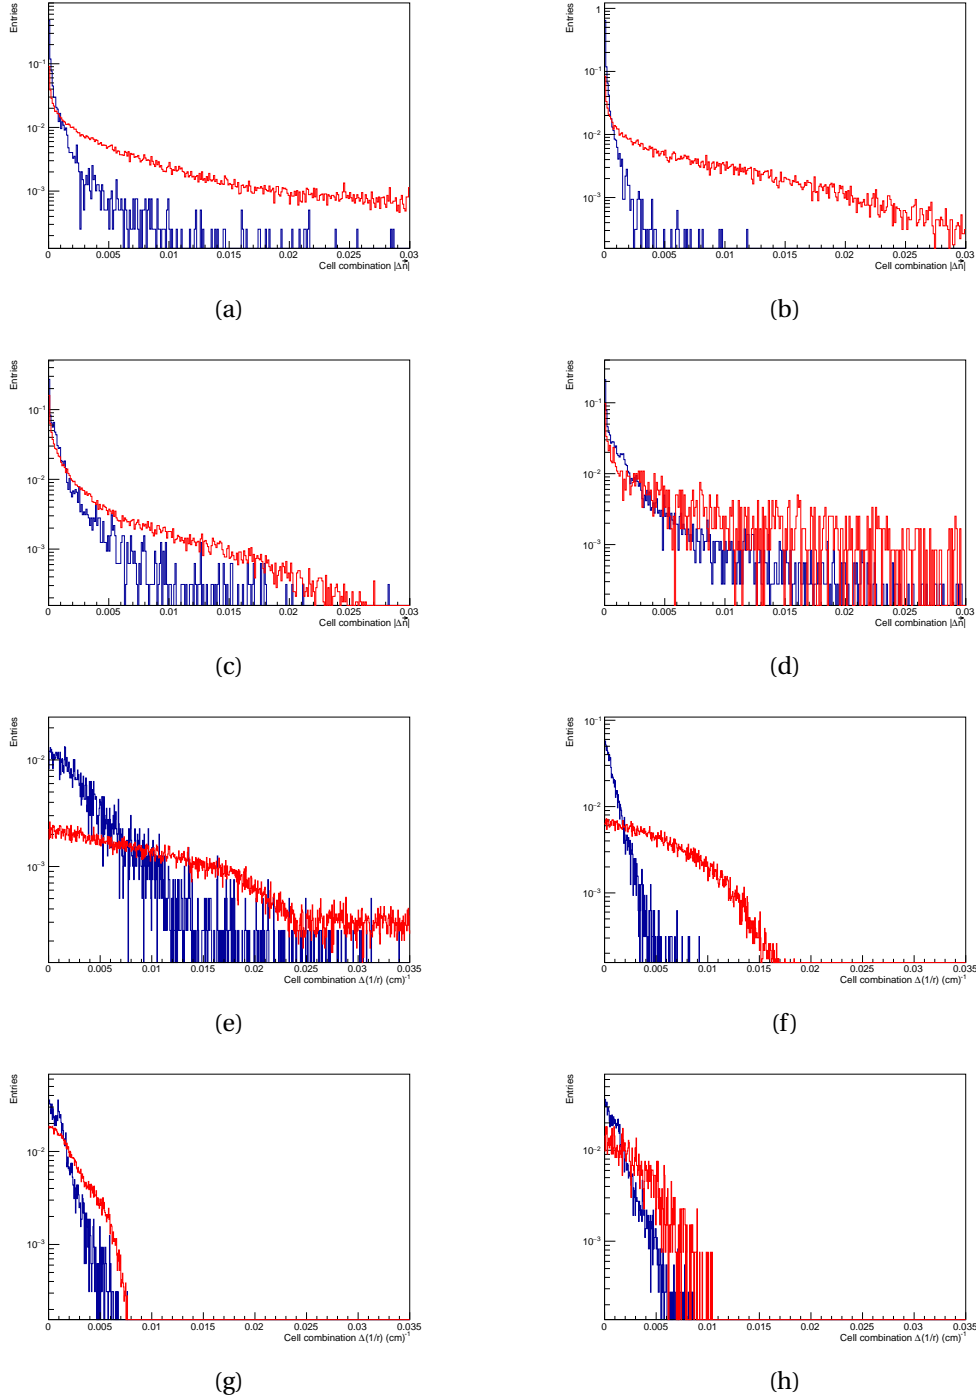 Entries
10⁻¹
10⁻²
10⁻³
0 0.005 0.01 0.015 0.02 0.025 0.03
Cell combination |Δn⃗|
(a)
Entries
1
10⁻¹
10⁻²
10⁻³
0 0.005 0.01 0.015 0.02 0.025 0.03
Cell combination |Δn⃗|
(b)
Entries
10⁻¹
10⁻²
10⁻³
0 0.005 0.01 0.015 0.02 0.025 0.03
Cell combination |Δn⃗|
(c)
Entries
10⁻¹
10⁻²
10⁻³
0 0.005 0.01 0.015 0.02 0.025 0.03
Cell combination |Δn⃗|
(d)
Entries
10⁻²
10⁻³
0 0.005 0.01 0.015 0.02 0.025 0.03 0.035
Cell combination Δ(1/r) (cm)⁻¹
(e)
Entries
10⁻¹
10⁻²
10⁻³
0 0.005 0.01 0.015 0.02 0.025 0.03 0.035
Cell combination Δ(1/r) (cm)⁻¹
(f)
Entries
10⁻²
10⁻³
0 0.005 0.01 0.015 0.02 0.025 0.03 0.035
Cell combination Δ(1/r) (cm)⁻¹
(g)
Entries
10⁻²
10⁻³
0 0.005 0.01 0.015 0.02 0.025 0.03 0.035
Cell combination Δ(1/r) (cm)⁻¹
(h)